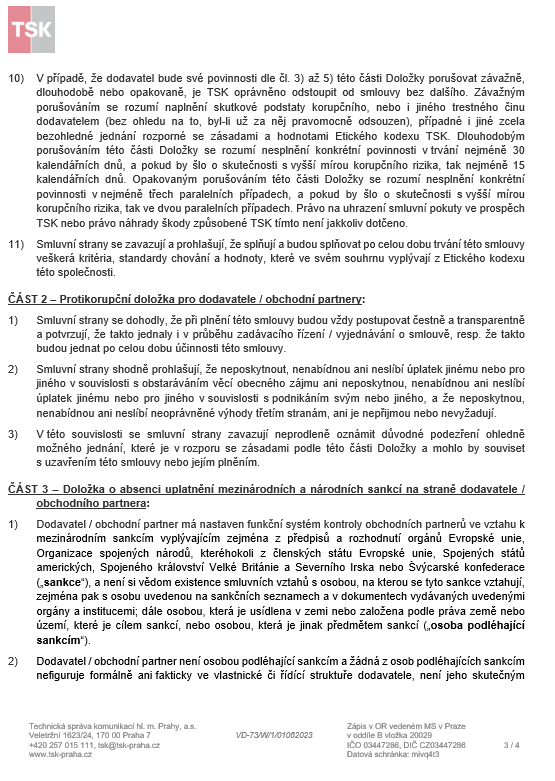 TSK
10) V případě, že dodavatel bude své povinnosti dle čl. 3) až 5) této části Doložky porušovat závažně,
dlouhodobě nebo opakovaně, je TSK oprávněno odstoupit od smlouvy bez dalšího. Závažným
porušováním se rozumí naplnění skutkové podstaty korupčního, nebo i jiného trestného činu
dodavatelem (bez ohledu na to, byl-li už za něj pravomocně odsouzen), případné i jiné zcela
bezohledné jednání rozporné se zásadami a hodnotami Etického kodexu TSK. Dlouhodobým
porušováním této části Doložky se rozumí nesplnění konkrétní povinnosti v trvání nejméně 30
kalendářních dnů, a pokud by šlo o skutečnosti s vyšší mírou korupčního rizika, tak nejméně 15
kalendářních dnů. Opakovaným porušováním této části Doložky se rozumí nesplnění konkrétní
povinnosti v nejméně třech paralelních případech, a pokud by šlo o skutečnosti s vyšší mírou
korupčního rizika, tak ve dvou paralelních případech. Právo na uhrazení smluvní pokuty ve prospěch
TSK nebo právo náhrady škody způsobené TSK tímto není jakkoliv dotčeno.
11) Smluvní strany se zavazují a prohlašují, že splňují a budou splňovat po celou dobu trvání této smlouvy
veškerá kritéria, standardy chování a hodnoty, které ve svém souhrnu vyplývají z Etického kodexu
této společnosti.
ČÁST 2 – Protikorupční doložka pro dodavatele / obchodní partnery:
1) Smluvní strany se dohodly, že při plnění této smlouvy budou vždy postupovat čestně a transparentně
a potvrzují, že takto jednaly i v průběhu zadávacího řízení / vyjednávání o smlouvě, resp. že takto
budou jednat po celou dobu účinnosti této smlouvy.
2) Smluvní strany shodně prohlašují, že neposkytnout, nenabídnou ani neslíbí úplatek jinému nebo pro
jiného v souvislosti s obstaráváním věcí obecného zájmu ani neposkytnou, nenabídnou ani neslíbí
úplatek jinému nebo pro jiného v souvislosti s podnikáním svým nebo jiného, a že neposkytnou,
nenabídnou ani neslíbí neoprávněné výhody třetím stranám, ani je nepřijmou nebo nevyžadují.
3) V této souvislosti se smluvní strany zavazují neprodleně oznámit důvodné podezření ohledně
možného jednání, které je v rozporu se zásadami podle této části Doložky a mohlo by souviset
s uzavřením této smlouvy nebo jejím plněním.
ČÁST 3 – Doložka o absenci uplatnění mezinárodních a národních sankcí na straně dodavatele /
obchodního partnera:
1) Dodavatel / obchodní partner má nastaven funkční systém kontroly obchodních partnerů ve vztahu k
mezinárodním sankcím vyplývajícím zejména z předpisů a rozhodnutí orgánů Evropské unie,
Organizace spojených národů, kteréhokoli z členských států Evropské unie, Spojených států
amerických, Spojeného království Velké Británie a Severního Irska nebo Švýcarské konfederace
(„sankce“), a není si vědom existence smluvních vztahů s osobou, na kterou se tyto sankce vztahují,
zejména pak s osobu uvedenou na sankčních seznamech a v dokumentech vydávaných uvedenými
orgány a institucemi; dále osobou, která je usídlena v zemi nebo založena podle práva země nebo
území, které je cílem sankcí, nebo osobou, která je jinak předmětem sankcí („osoba podléhající
sankcím“).
2) Dodavatel / obchodní partner není osobou podléhající sankcím a žádná z osob podléhajících sankcím
nefiguruje formálně ani fakticky ve vlastnické či řídící struktuře dodavatele, není jeho skutečným
Technická správa komunikací hl. m. Prahy, a.s.
Veletržní 1623/24, 170 00 Praha 7
+420 257 015 111, tsk@tsk-praha.cz
www.tsk-praha.cz
VD-73/W/1/01062023
Zápis v OR vedeném MS v Praze
v oddíle B vložka 20029
IČO 03447286, DIČ CZ03447286
Datová schránka: mivq4t3
3 / 4